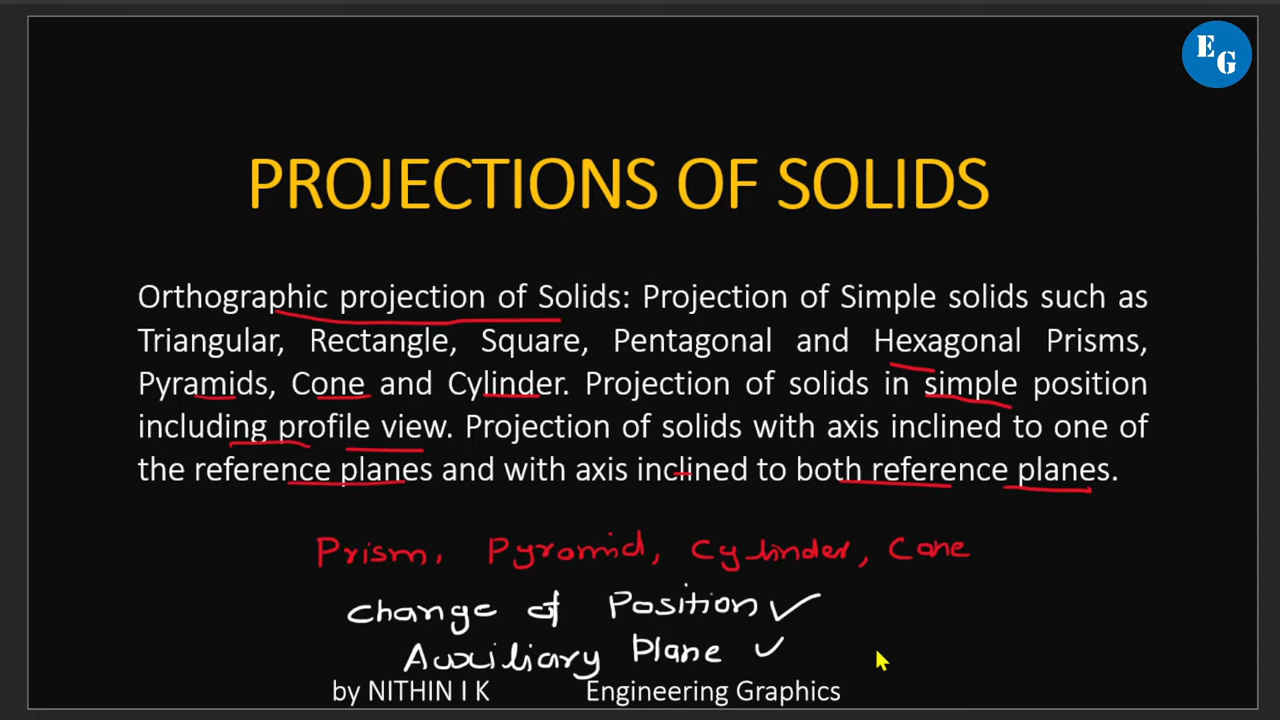 E G
PROJECTIONS OF SOLIDS
Orthographic projection of Solids: Projection of Simple solids such as
Triangular, Rectangle, Square, Pentagonal and Hexagonal Prisms,
Pyramids, Cone and Cylinder. Projection of solids in simple position
including profile view. Projection of solids with axis inclined to one of
the reference planes and with axis inclined to both reference planes.
Prism, Pyramid, Cylinder, Cone
Change of Position ✓
Auxiliary Plane ✓
by NITHIN I K Engineering Graphics